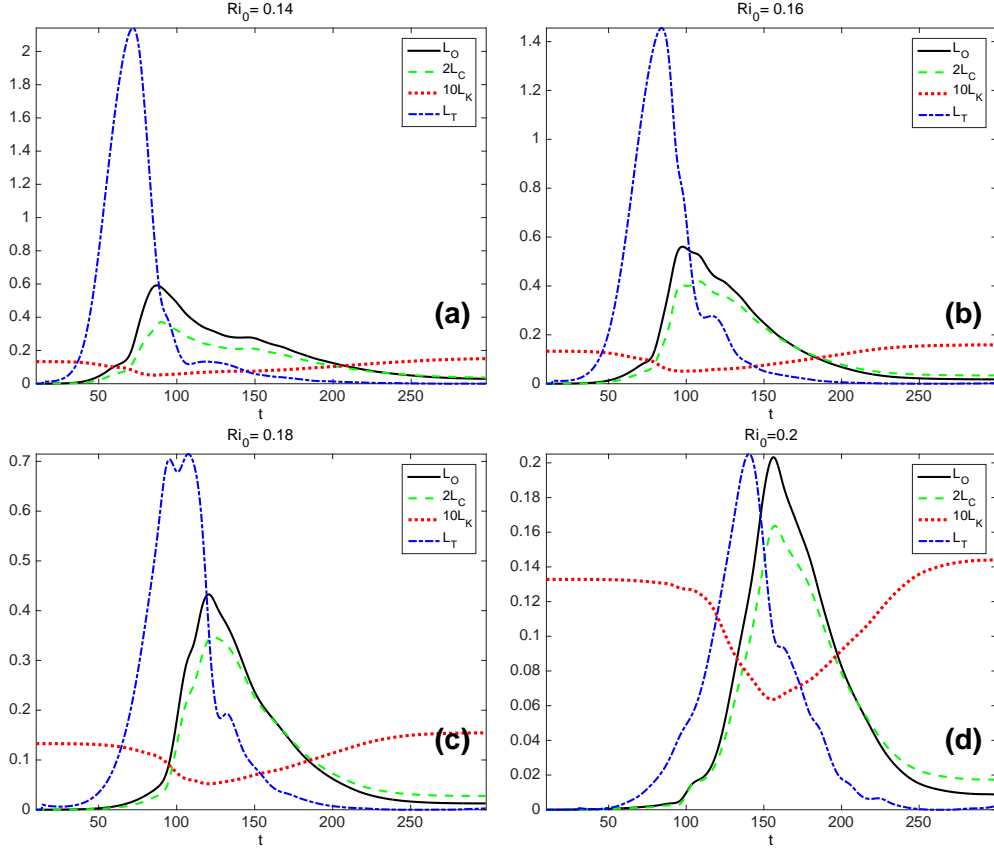 Ri0= 0.14
2
1.8
1.6
1.4
1.2
1
0.8
0.6
0.4
0.2
0
50
100
150
200
250
t
LO
2LC
10LK
LT
(a)
Ri0= 0.16
1.4
1.2
1
0.8
0.6
0.4
0.2
0
50
100
150
200
250
t
LO
2LC
10LK
LT
(b)
Ri0= 0.18
0.7
0.6
0.5
0.4
0.3
0.2
0.1
0
50
100
150
200
250
t
LO
2LC
10LK
LT
(c)
Ri0=0.2
0.2
0.18
0.16
0.14
0.12
0.1
0.08
0.06
0.04
0.02
0
50
100
150
200
250
t
LO
2LC
10LK
LT
(d)